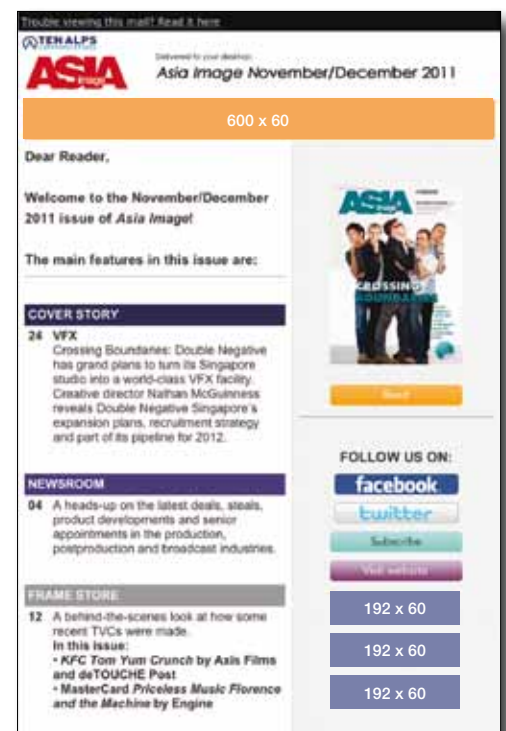 Trouble viewing this mail? Read it here
TEN ALPS
ASIA
image
Delivered to your desktop:
Asia Image November/December 2011
600 x 60
Dear Reader,
Welcome to the November/December
2011 issue of Asia Image!
The main features in this issue are:
COVER STORY
24 VFX
Crossing Boundaries: Double Negative
has grand plans to turn its Singapore
studio into a world-class VFX facility.
Creative director Nathan McGuinness
reveals Double Negative Singapore's
expansion plans, recruitment strategy
and part of its pipeline for 2012.
NEWSROOM
04 A heads-up on the latest deals, steals,
product developments and senior
appointments in the production,
postproduction and broadcast industries.
FRAME STORE
12 A behind-the-scenes look at how some
recent TVCs were made.
In this issue:
• KFC Tom Yum Crunch by Axis Films
and deTOUCHE Post
• MasterCard Priceless Music Florence
and the Machine by Engine
ASIA
CROSSING
BOUNDARIES
Read
FOLLOW US ON:
facebook
twitter
Subscribe
Visit website
192 x 60
192 x 60
192 x 60